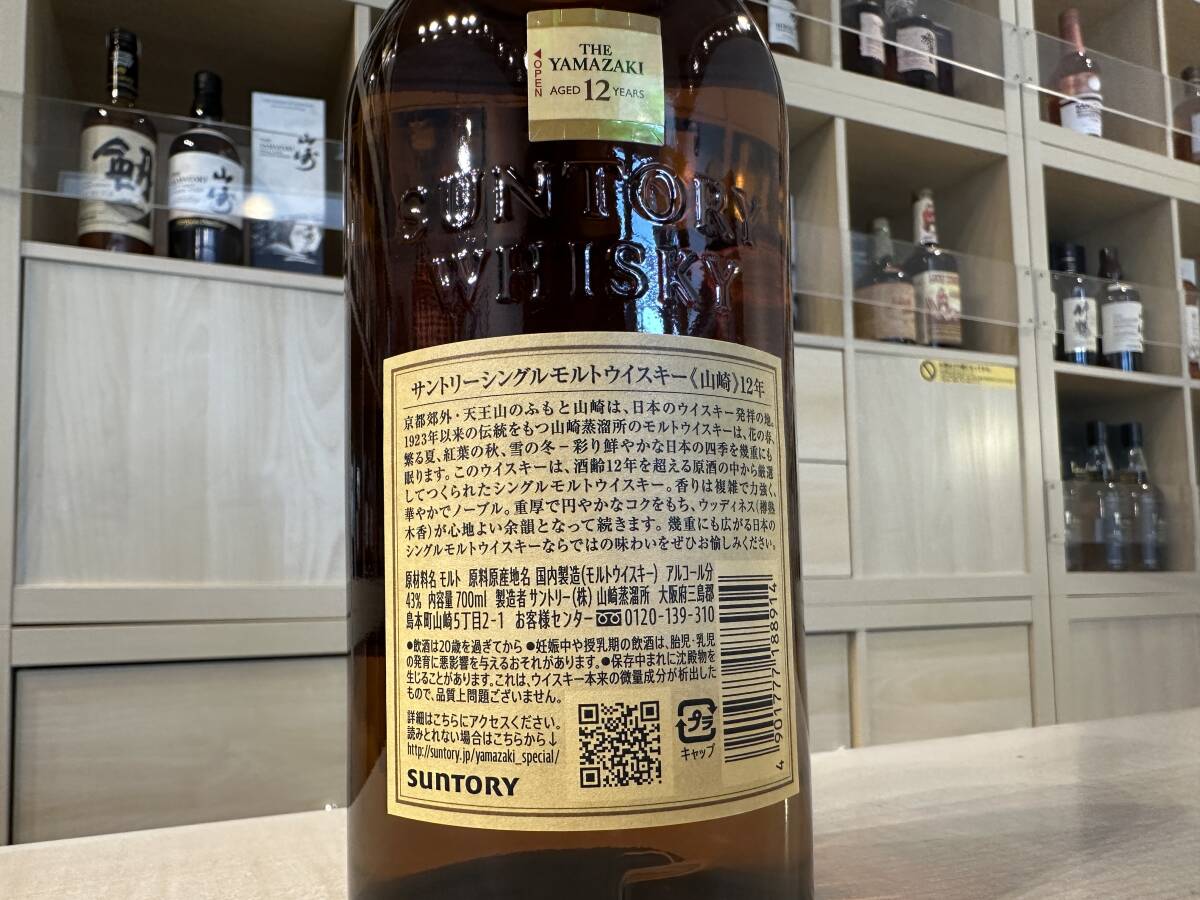 OPEN
THE
YAMAZAKI
AGED 12 YEARS
SUNTORY
WHISKY
サントリーシングルモルトウイスキー《山崎》12年
京都郊外・天王山のふもと山崎は、日本のウイスキー発祥の地。
1923年以来の伝統をもつ山崎蒸溜所のモルトウイスキーは、花の春、
繁る夏、紅葉の秋、雪の冬−彩り鮮やかな日本の四季を幾重にも
眠ります。このウイスキーは、酒齢12年を超える原酒の中から厳選
してつくられたシングルモルトウイスキー。香りは複雑で力強く、
華やかでノーブル。重厚で円やかなコクをもち、ウッディネス(樽熟
木香)が心地よい余韻となって続きます。幾重にも広がる日本の
シングルモルトウイスキーならではの味わいをぜひお愉しみください。
原材料名 モルト 原料原産地名 国内製造(モルトウイスキー) アルコール分
43% 内容量 700ml 製造者 サントリー(株) 山崎蒸溜所 大阪府三島郡
島本町山崎5丁目2-1 お客様センター 0120-139-310
●飲酒は20歳を過ぎてから ●妊娠中や授乳期の飲酒は、胎児・乳児
の発育に悪影響を与えるおそれがあります。●保存中まれに沈殿物を
生じることがあります。これは、ウイスキー本来の微量成分が析出した
もので、品質上問題ございません。
詳細はこちらにアクセスください。
読みとれない場合はこちらから↓
http://suntory.jp/yamazaki_special/
SUNTORY
プラ
キャップ
4 901777 188914
山崎
YAMAZAKI
山崎